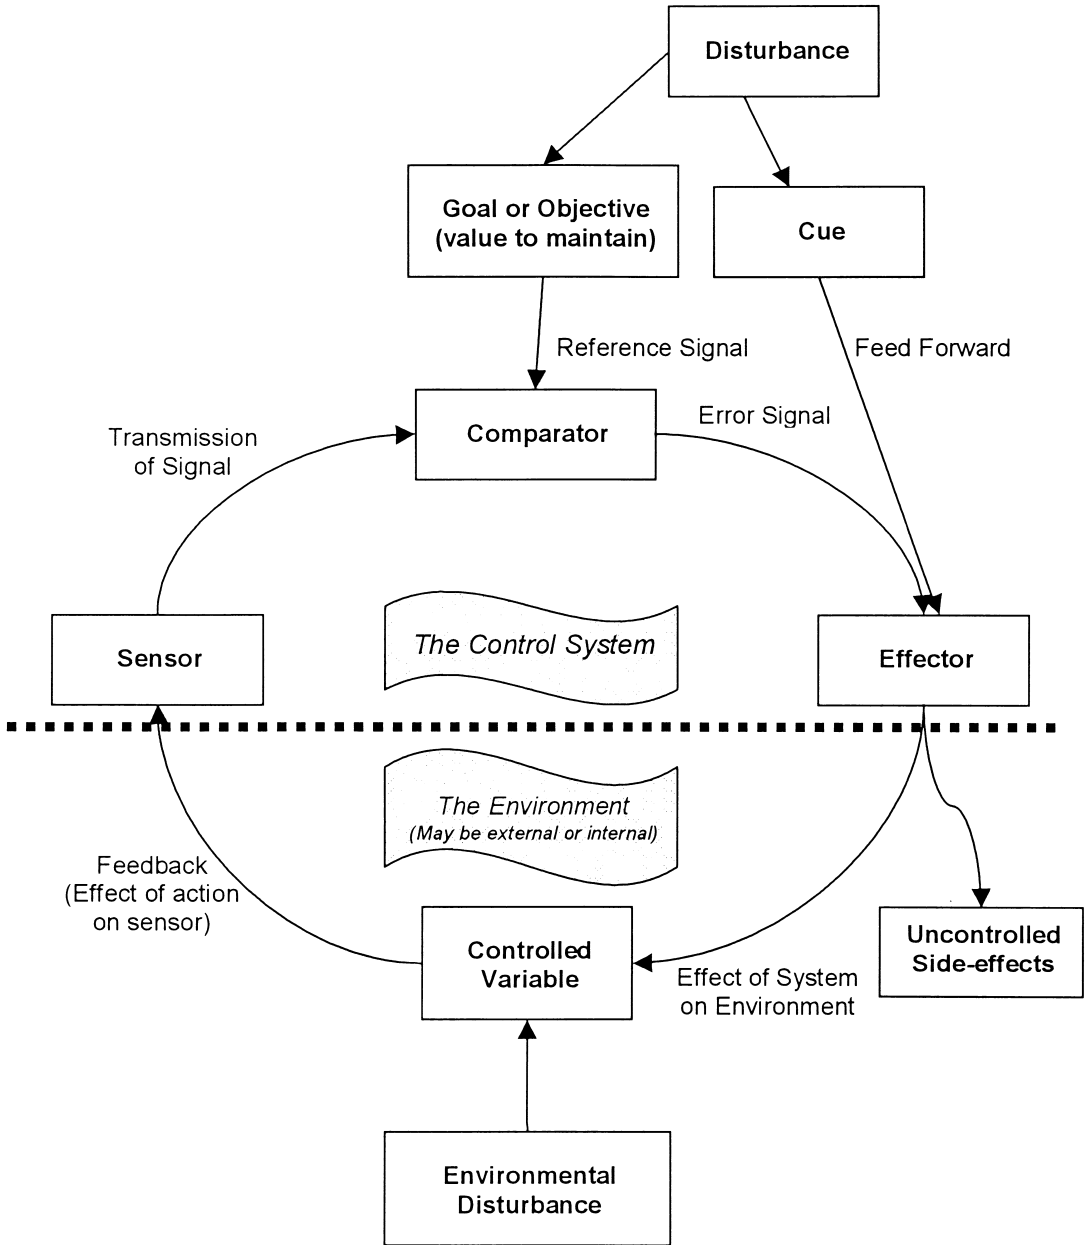 Disturbance
Goal or Objective
(value to maintain)
Cue
Reference Signal
Feed Forward
Error Signal
Transmission
of Signal
Comparator
The Control System
Sensor
Effector
The Environment
(May be external or internal)
Feedback
(Effect of action
on sensor)
Controlled
Variable
Uncontrolled
Side-effects
Effect of System
on Environment
Environmental
Disturbance